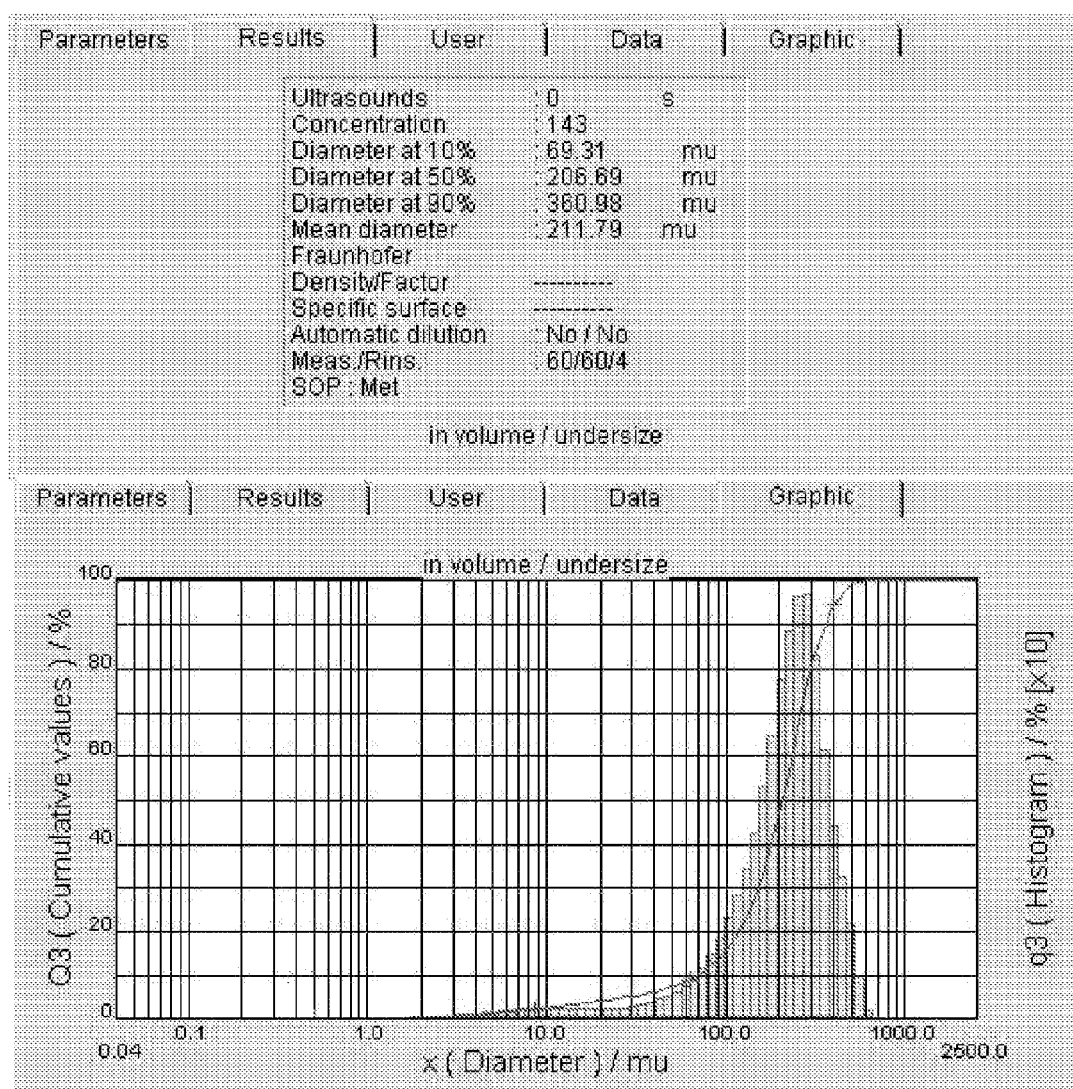 Parameters Results User Data Graphic
Ultrasounds : 0 s
Concentration : 143
Diameter at 10% : 69.31 mu
Diameter at 50% : 206.69 mu
Diameter at 90% : 360.98 mu
Mean diameter : 211.79 mu
Fraunhofer
Density/Factor ----------
Specific surface ----------
Automatic dilution : No / No
Meas./Rins. : 60/60/4
SOP : Met
in volume / undersize
Parameters Results User Data Graphic
in volume / undersize
Q3 ( Cumulative values ) / %
100
80
60
40
20
0
q3 ( Histogram ) / % [x10]
0.04 0.1 1.0 10.0 100.0 1000.0 2500.0
x ( Diameter ) / mu